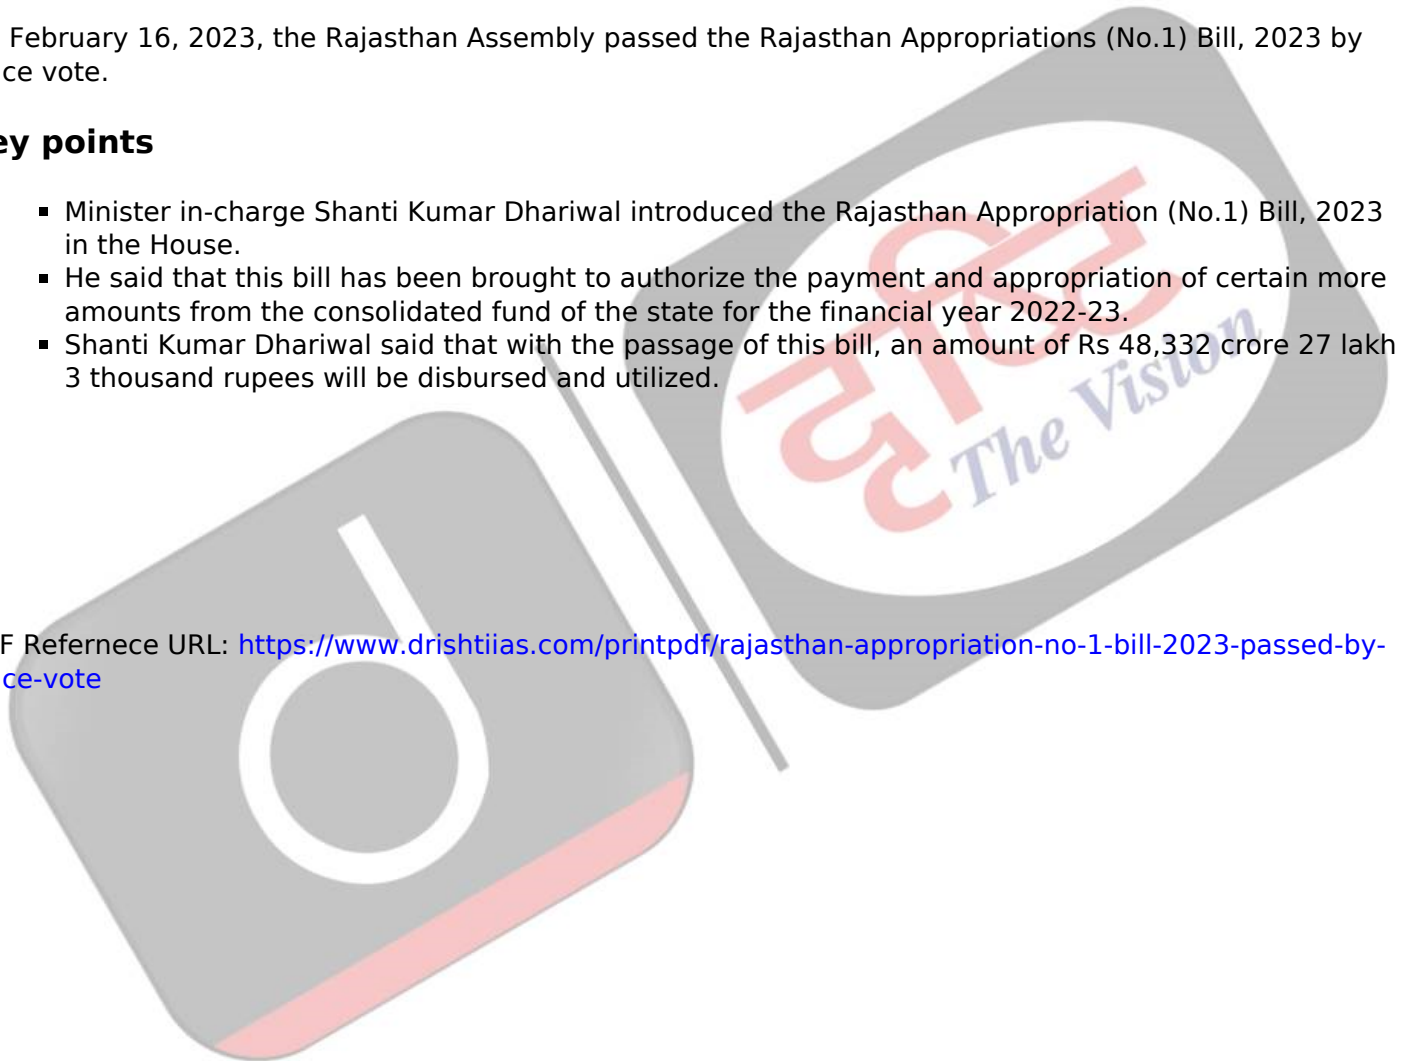 February 16, 2023, the Rajasthan Assembly passed the Rajasthan Appropriations (No.1) Bill, 2023 by
ce vote.
ey points
▪ Minister in-charge Shanti Kumar Dhariwal introduced the Rajasthan Appropriation (No.1) Bill, 2023
in the House.
▪ He said that this bill has been brought to authorize the payment and appropriation of certain more
amounts from the consolidated fund of the state for the financial year 2022-23.
▪ Shanti Kumar Dhariwal said that with the passage of this bill, an amount of Rs 48,332 crore 27 lakh
3 thousand rupees will be disbursed and utilized.
दृष्टि
The Vision
d
F Refernece URL: https://www.drishtiias.com/printpdf/rajasthan-appropriation-no-1-bill-2023-passed-by-
ce-vote